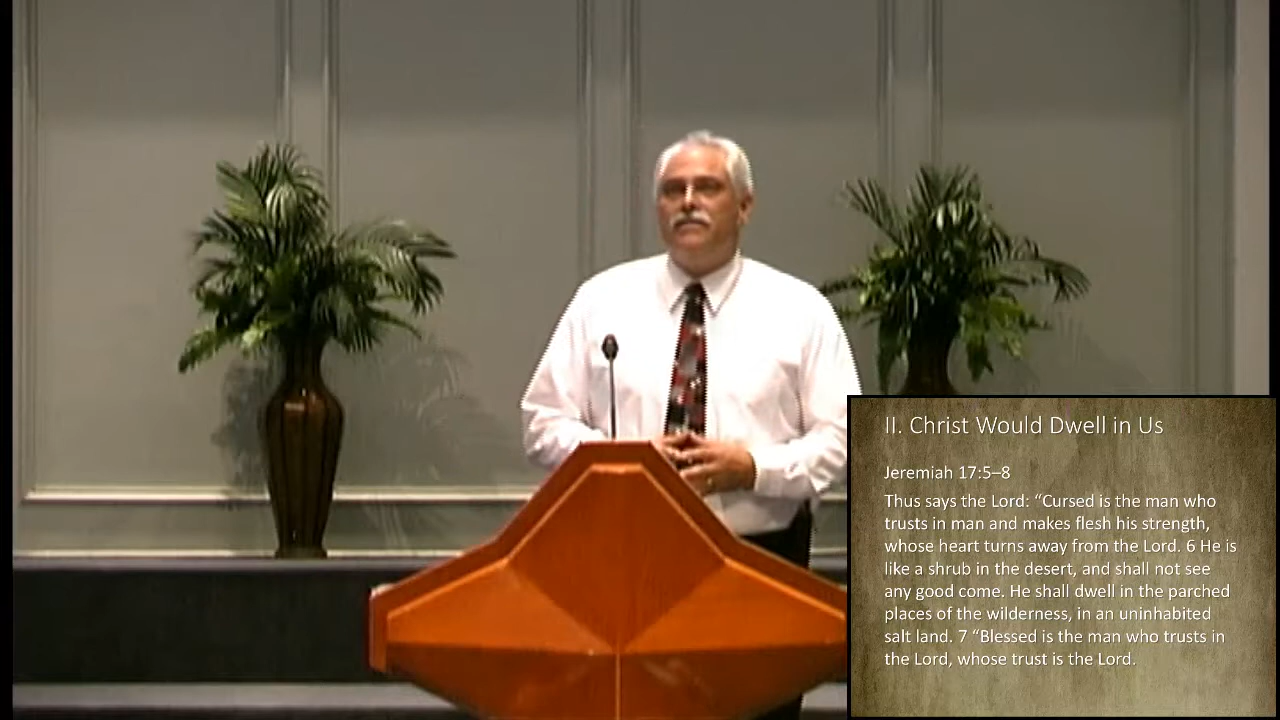 II. Christ Would Dwell in Us
Jeremiah 17:5–8
Thus says the Lord: “Cursed is the man who
trusts in man and makes flesh his strength,
whose heart turns away from the Lord. 6 He is
like a shrub in the desert, and shall not see
any good come. He shall dwell in the parched
places of the wilderness, in an uninhabited
salt land. 7 “Blessed is the man who trusts in
the Lord, whose trust is the Lord.